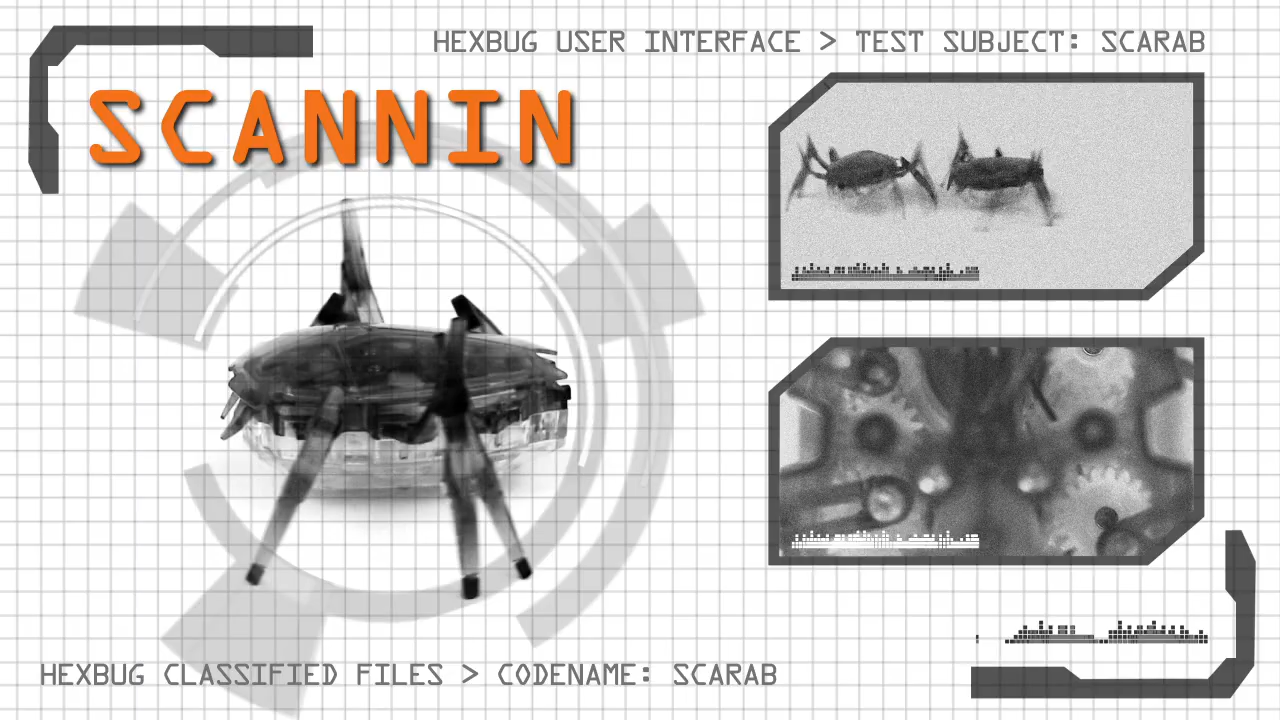 HEXBUG USER INTERFACE > TEST SUBJECT: SCARAB
SCANNIN
HEXBUG CLASSIFIED FILES > CODENAME: SCARAB